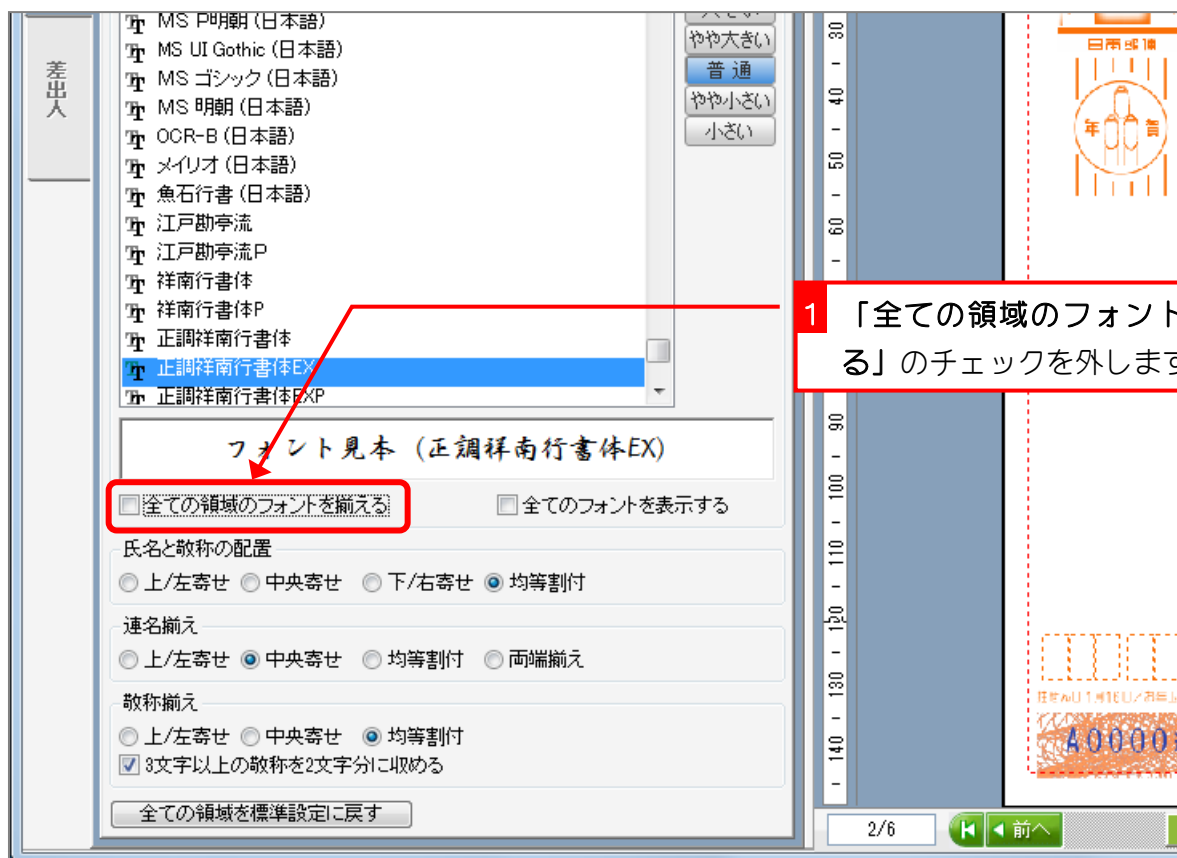 差出人
MS P明朝 (日本語)
MS UI Gothic (日本語)
MS ゴシック (日本語)
MS 明朝 (日本語)
OCR-B (日本語)
メイリオ (日本語)
魚石行書 (日本語)
江戸勘亭流
江戸勘亭流P
祥南行書体
祥南行書体P
正調祥南行書体
正調祥南行書体EX
正調祥南行書体EXP
大きい
やや大きい
普通
やや小さい
小さい
フォント見本 (正調祥南行書体EX)
全ての領域のフォントを揃える
全てのフォントを表示する
氏名と敬称の配置
上/左寄せ 中央寄せ 下/右寄せ 均等割付
連名揃え
上/左寄せ 中央寄せ 均等割付 両端揃え
敬称揃え
上/左寄せ 中央寄せ 均等割付
3文字以上の敬称を2文字分に収める
全ての領域を標準設定に戻す
30
40
50
60
90
100
110
120
130
140
日本郵便
年賀
1 「全ての領域のフォント
る」のチェックを外します
A0000
2/6
前へ